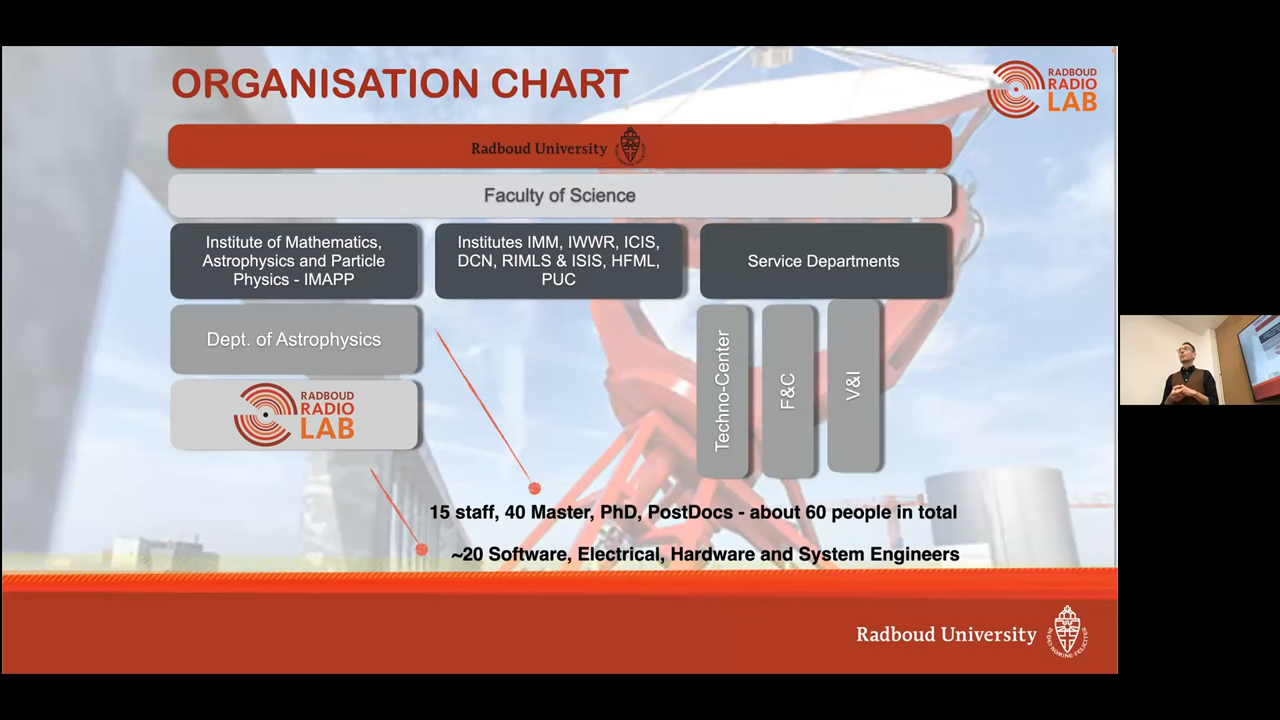 ORGANISATION CHART
RADBOUD
RADIO
LAB
Radboud University
Faculty of Science
Institute of Mathematics,
Astrophysics and Particle
Physics - IMAPP
Institutes IMM, IWWR, ICIS,
DCN, RIMLS & ISIS, HFML,
PUC
Service Departments
Dept. of Astrophysics
RADBOUD
RADIO
LAB
Techno-Center
F&C
V&I
15 staff, 40 Master, PhD, PostDocs - about 60 people in total
~20 Software, Electrical, Hardware and System Engineers
Radboud University